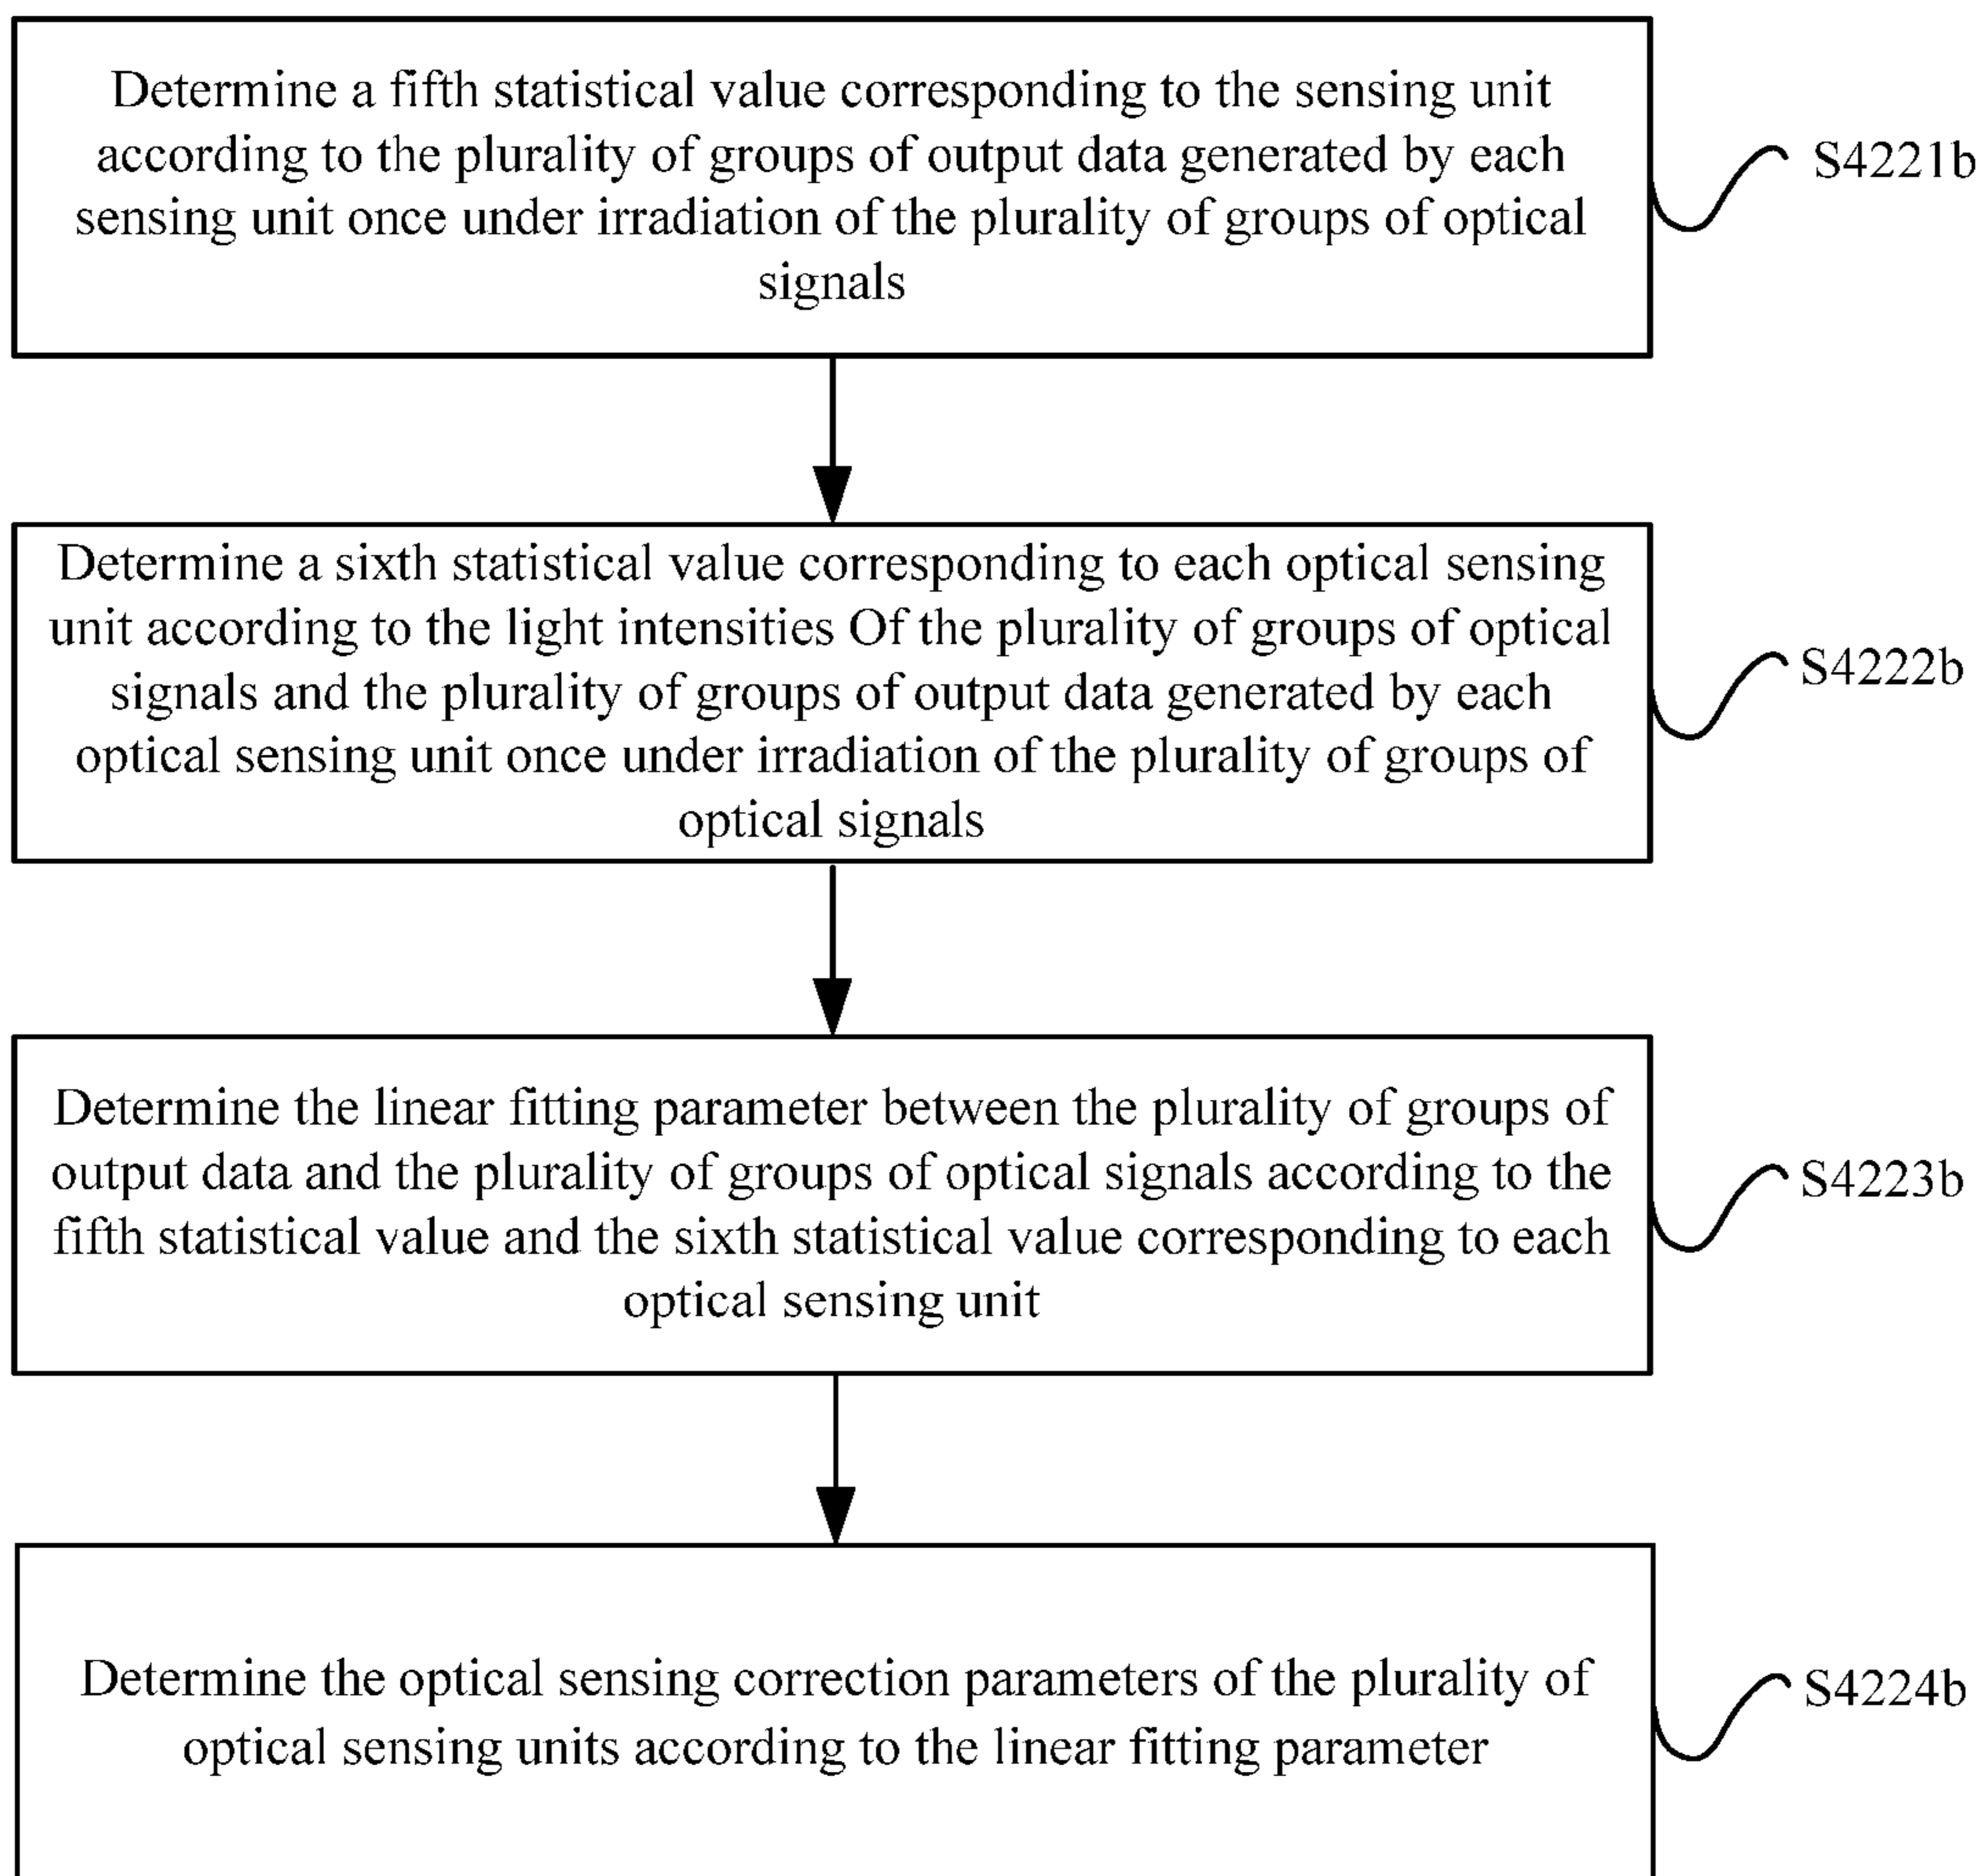 Determine a fifth statistical value corresponding to the sensing unit
according to the plurality of groups of output data generated by each
sensing unit once under irradiation of the plurality of groups of optical
signals
S4221b
Determine a sixth statistical value corresponding to each optical sensing
unit according to the light intensities Of the plurality of groups of optical
signals and the plurality of groups of output data generated by each
optical sensing unit once under irradiation of the plurality of groups of
optical signals
S4222b
Determine the linear fitting parameter between the plurality of groups of
output data and the plurality of groups of optical signals according to the
fifth statistical value and the sixth statistical value corresponding to each
optical sensing unit
S4223b
Determine the optical sensing correction parameters of the plurality of
optical sensing units according to the linear fitting parameter
S4224b